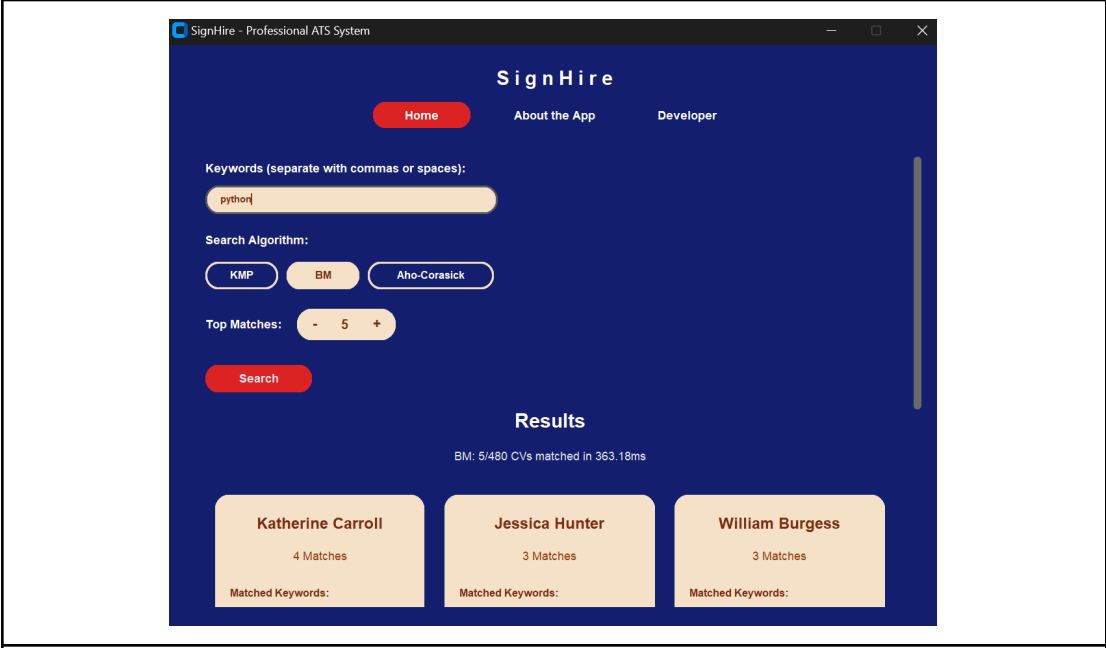 SignHire - Professional ATS System
SignHire
Home About the App Developer
Keywords (separate with commas or spaces):
python
Search Algorithm:
KMP BM Aho-Corasick
Top Matches: - 5 +
Search
Results
BM: 5/480 CVs matched in 363.18ms
Katherine Carroll Jessica Hunter William Burgess
4 Matches 3 Matches 3 Matches
Matched Keywords: Matched Keywords: Matched Keywords: